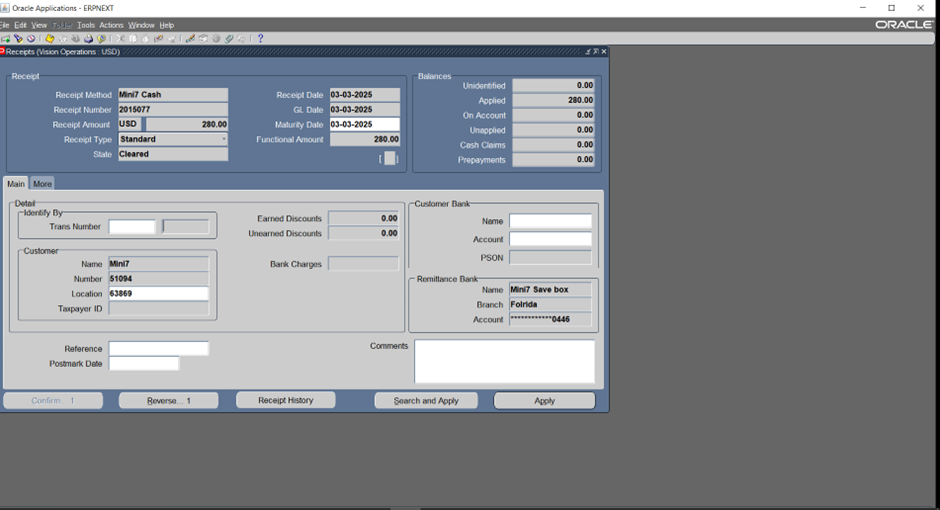 Oracle Applications - ERPNEXT
File Edit View Folder Tools Actions Window Help
ORACLE
Receipts (Vision Operations : USD)
Receipt
Receipt Method Mini7 Cash
Receipt Number 2015077
Receipt Amount USD 280.00
Receipt Type Standard
State Cleared
Receipt Date 03-03-2025
GL Date 03-03-2025
Maturity Date 03-03-2025
Functional Amount 280.00
[ ]
Balances
Unidentified 0.00
Applied 280.00
On Account 0.00
Unapplied 0.00
Cash Claims 0.00
Prepayments 0.00
Main More
Detail
Identify By
Trans Number
Customer
Name Mini7
Number 51094
Location 63869
Taxpayer ID
Earned Discounts 0.00
Unearned Discounts 0.00
Bank Charges
Customer Bank
Name
Account
PSON
Remittance Bank
Name Mini7 Save box
Branch Folrida
Account ************0446
Reference
Postmark Date
Comments
Confirm 1 Reverse... 1 Receipt History Search and Apply Apply